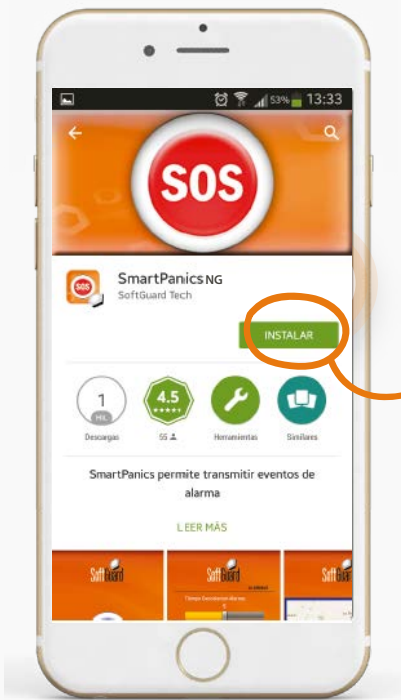 53% 13:33
SOS
SOS
SmartPanics NG
SoftGuard Tech
INSTALAR
1
MIL
4.5
Descargas
55
Herramientas
Similares
SmartPanics permite transmitir eventos de
alarma
LEER MÁS
SoftGuard
SoftGuard
SoftGuar